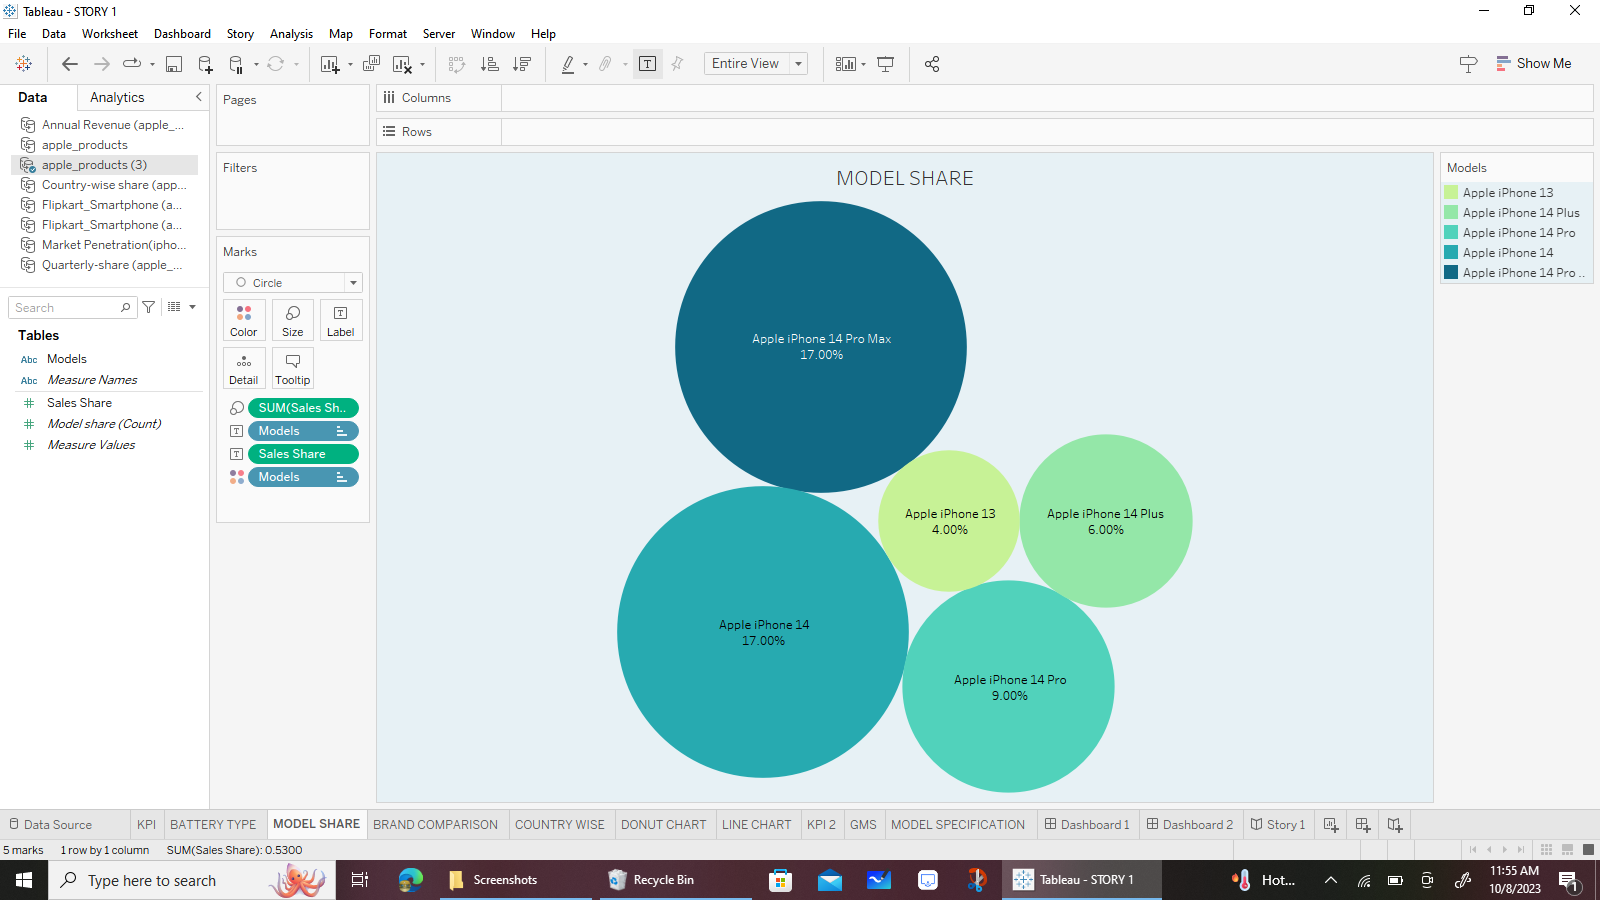 Tableau - STORY 1
File Data Worksheet Dashboard Story Analysis Map Format Server Window Help
Entire View
Show Me
Data Analytics
Annual Revenue (apple_...
apple_products
apple_products (3)
Country-wise share (app...
Flipkart_Smartphone (a...
Flipkart_Smartphone (a...
Market Penetration(ipho...
Quarterly-share (apple_...
Search
Tables
Abc Models
Abc Measure Names
# Sales Share
# Model share (Count)
# Measure Values
Pages
Filters
Marks
Circle
Color Size Label
Detail Tooltip
SUM(Sales Sh..
Models
Sales Share
Models
Columns
Rows
MODEL SHARE
Apple iPhone 14 Pro Max
17.00%
Apple iPhone 13
4.00%
Apple iPhone 14 Plus
6.00%
Apple iPhone 14
17.00%
Apple iPhone 14 Pro
9.00%
Models
Apple iPhone 13
Apple iPhone 14 Plus
Apple iPhone 14 Pro
Apple iPhone 14
Apple iPhone 14 Pro ..
Data Source KPI BATTERY TYPE MODEL SHARE BRAND COMPARISON COUNTRY WISE DONUT CHART LINE CHART KPI 2 GMS MODEL SPECIFICATION Dashboard 1 Dashboard 2 Story 1
5 marks 1 row by 1 column SUM(Sales Share): 0.5300
Type here to search Screenshots Recycle Bin Tableau - STORY 1 Hot... 11:55 AM
10/8/2023 1